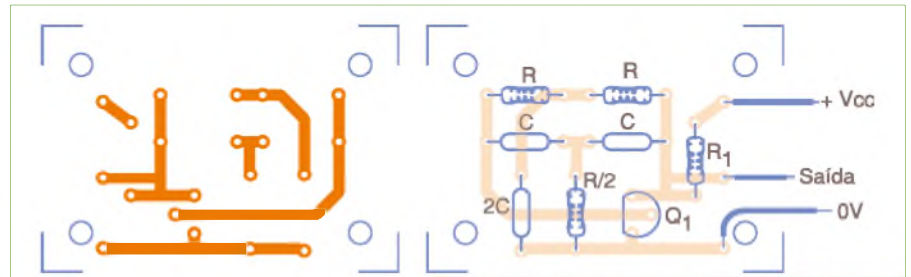 R R
+ Vcc
C C
R1
R/2
Saída
2C
Q1
0V